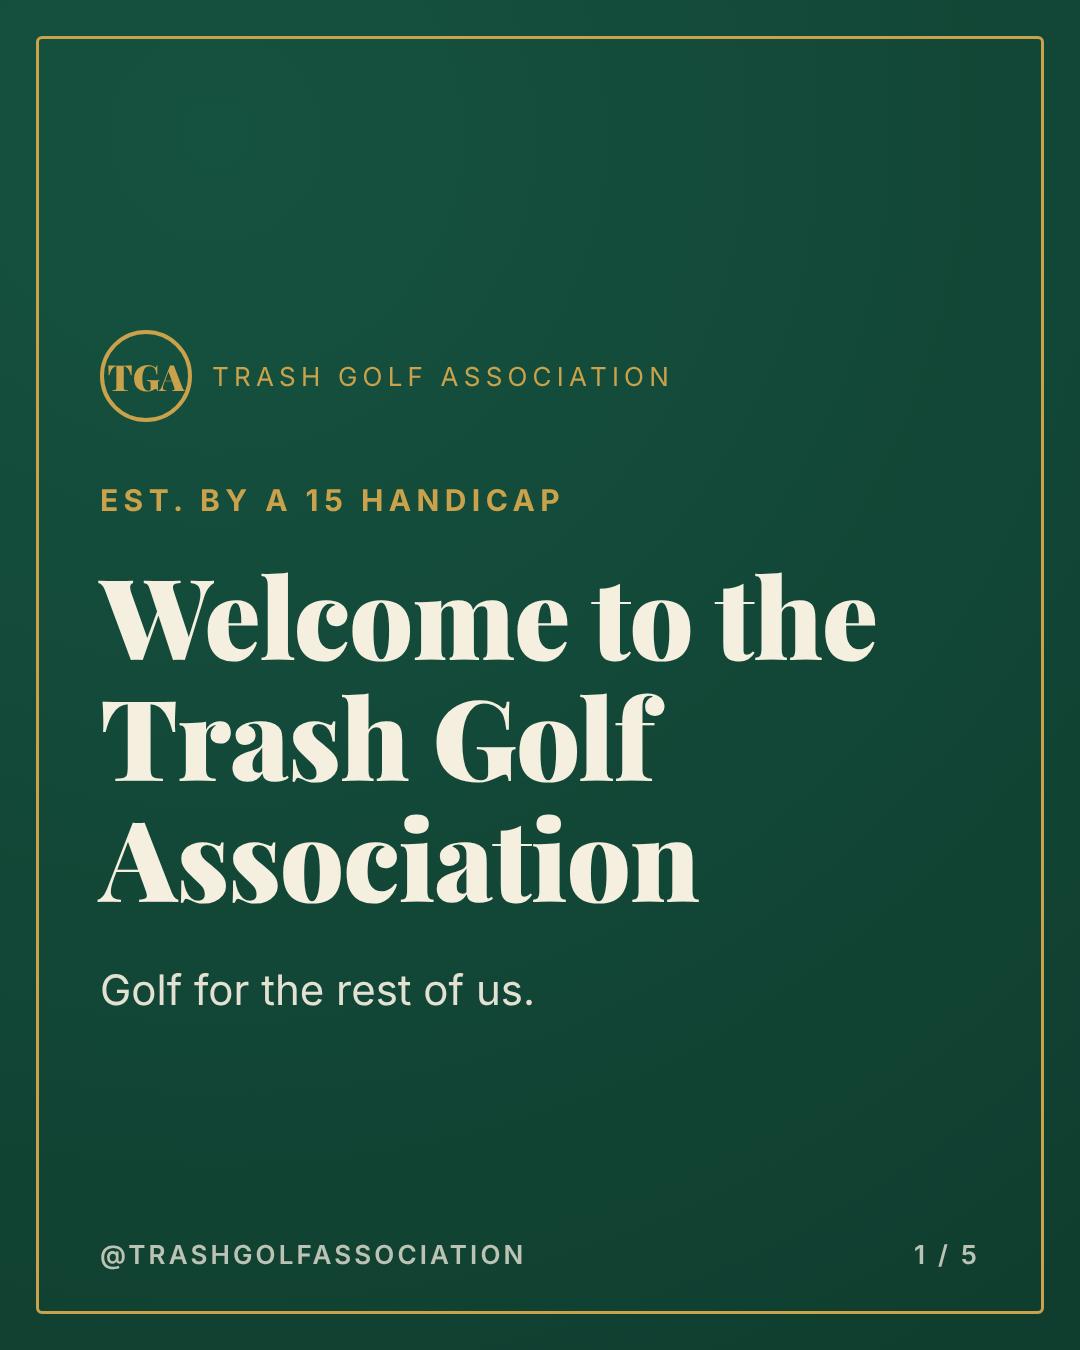 TGA
TRASH GOLF ASSOCIATION
EST. BY A 15 HANDICAP
Welcome to the
Trash Golf
Association
Golf for the rest of us.
@TRASHGOLFASSOCIATION
1 / 5